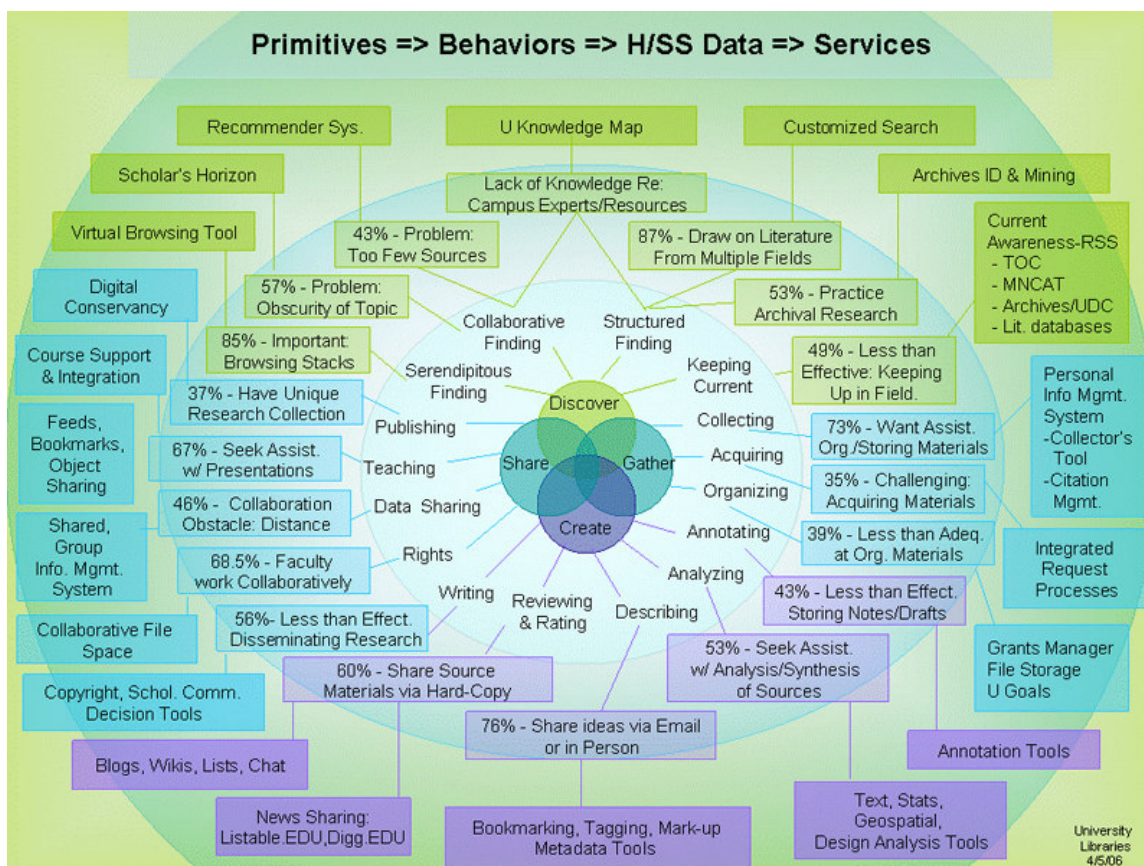 Primitives => Behaviors => H/SS Data => Services
Recommender Sys.
U Knowledge Map
Customized Search
Scholar's Horizon
Lack of Knowledge Re:
Campus Experts/Resources
Archives ID & Mining
Virtual Browsing Tool
43% - Problem:
Too Few Sources
87% - Draw on Literature
From Multiple Fields
Current
Awareness-RSS
- TOC
- MNCAT
- Archives/UDC
- Lit. databases
Digital
Conservancy
57% - Problem:
Obscurity of Topic
53% - Practice
Archival Research
Collaborative
Finding
Structured
Finding
Course Support
& Integration
85% - Important:
Browsing Stacks
Serendipitous
Finding
Keeping
Current
49% - Less than
Effective: Keeping
Up in Field.
37% - Have Unique
Research Collection
Discover
Personal
Info Mgmt.
System
-Collector's
Tool
-Citation
Mgmt.
Feeds,
Bookmarks,
Object
Sharing
Publishing
Collecting
73% - Want Assist.
Org./Storing Materials
67% - Seek Assist.
w/ Presentations
Teaching
Share
Gather
Acquiring
35% - Challenging:
Acquiring Materials
46% - Collaboration
Obstacle: Distance
Data Sharing
Organizing
Create
Annotating
39% - Less than Adeq.
at Org. Materials
Shared,
Group
Info. Mgmt.
System
68.5% - Faculty
work Collaboratively
Rights
Analyzing
Integrated
Request
Processes
Writing
Reviewing
& Rating
Describing
43% - Less than Effect.
Storing Notes/Drafts
Collaborative File
Space
56%- Less than Effect.
Disseminating Research
53% - Seek Assist.
w/ Analysis/Synthesis
of Sources
Grants Manager
File Storage
U Goals
60% - Share Source
Materials via Hard-Copy
Copyright, Schol. Comm.
Decision Tools
76% - Share ideas via Email
or in Person
Annotation Tools
Blogs, Wikis, Lists, Chat
News Sharing:
Listable.EDU,Digg.EDU
Bookmarking, Tagging, Mark-up
Metadata Tools
Text, Stats,
Geospatial,
Design Analysis Tools
University
Libraries
4/5/06